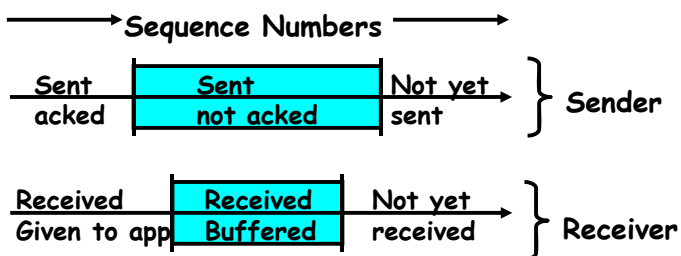 Sequence Numbers
Sent Sent Not yet
acked not acked sent
Sender
Received Received Not yet
Given to app Buffered received
Receiver